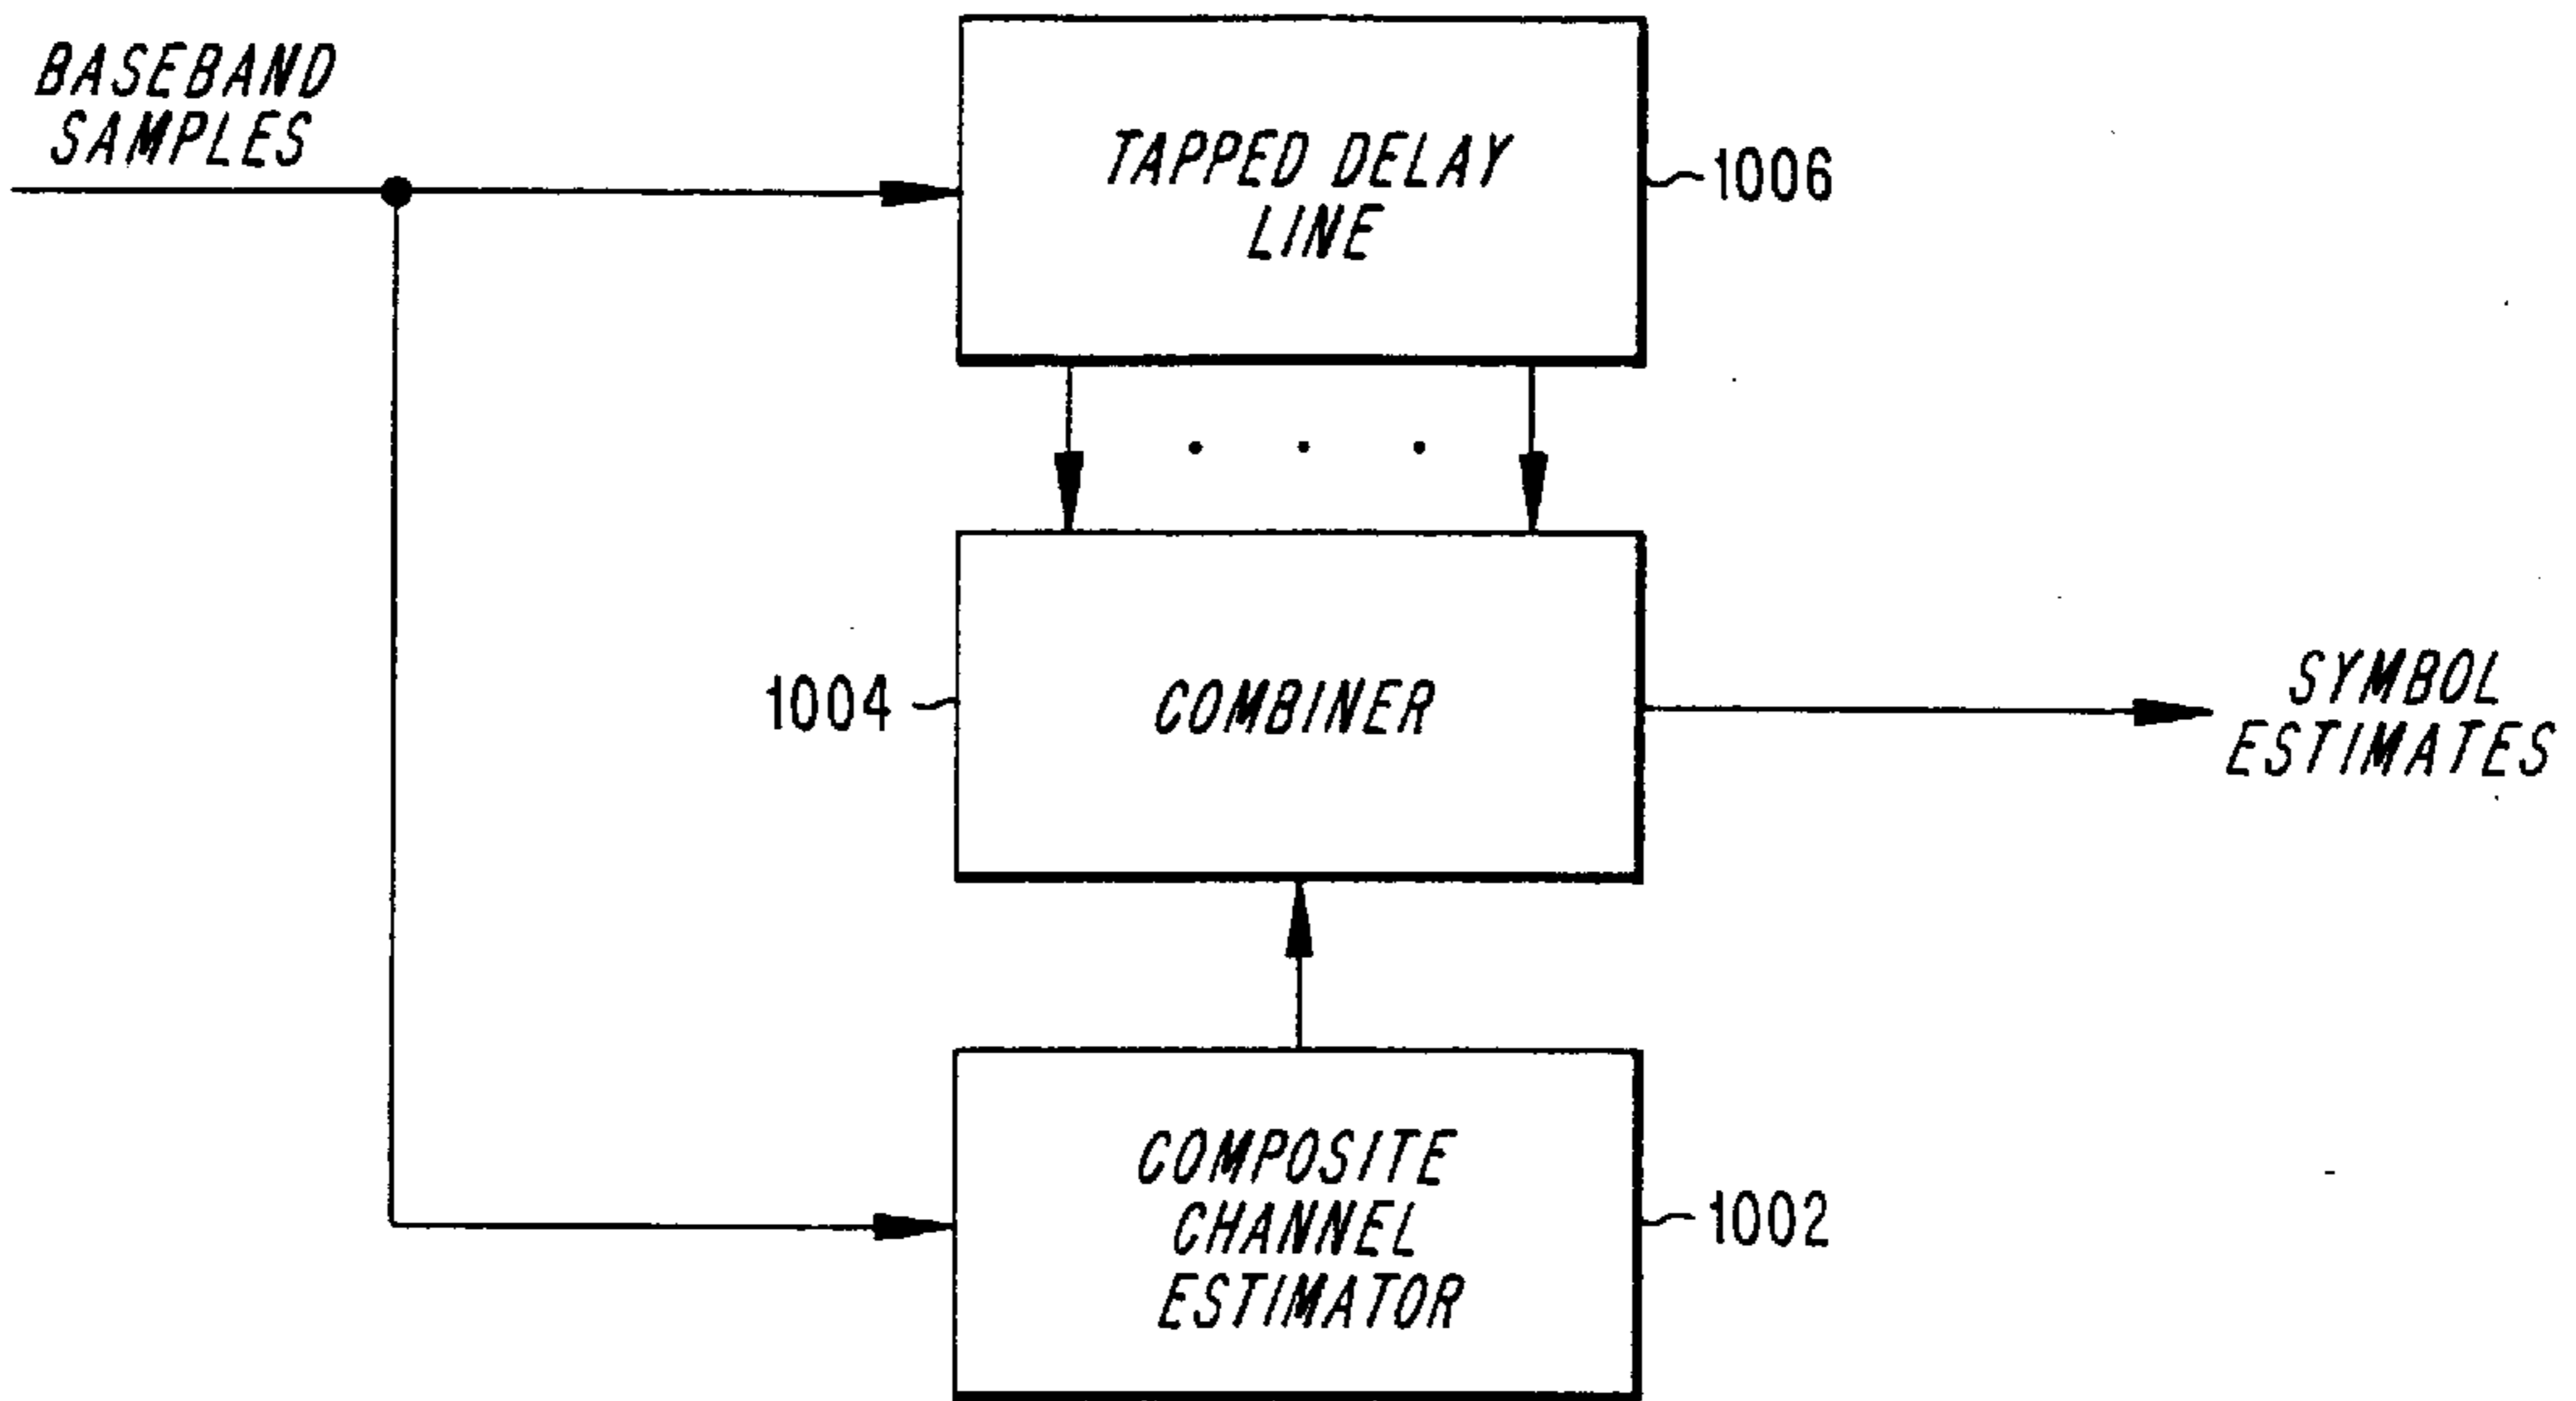 BASEBAND
SAMPLES
TAPPED DELAY
LINE
1006
1004
COMBINER
SYMBOL
ESTIMATES
COMPOSITE
CHANNEL
ESTIMATOR
1002